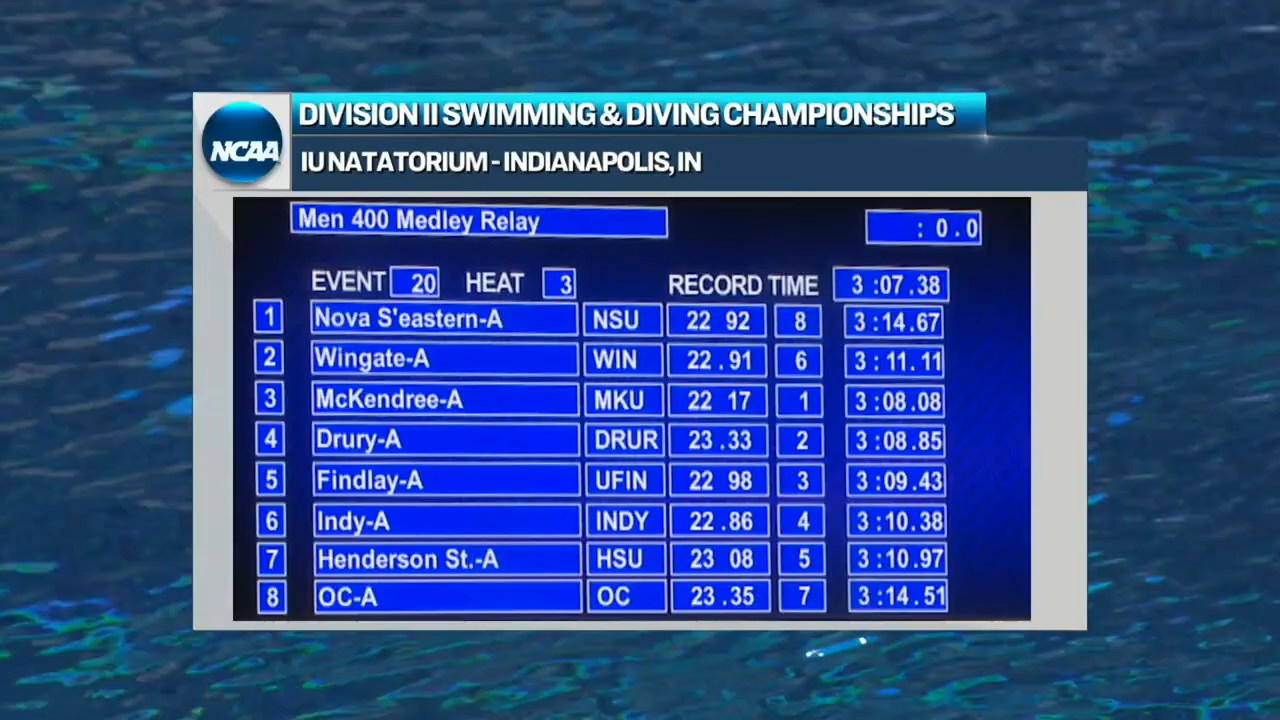 NCAA
DIVISION II SWIMMING & DIVING CHAMPIONSHIPS
IU NATATORIUM - INDIANAPOLIS, IN
Men 400 Medley Relay : 0.0
EVENT 20 HEAT 3 RECORD TIME 3:07.38
1 Nova S'eastern-A NSU 22 92 8 3:14.67
2 Wingate-A WIN 22.91 6 3:11.11
3 McKendree-A MKU 22 17 1 3:08.08
4 Drury-A DRUR 23.33 2 3:08.85
5 Findlay-A UFIN 22 98 3 3:09.43
6 Indy-A INDY 22.86 4 3:10.38
7 Henderson St.-A HSU 23 08 5 3:10.97
8 OC-A OC 23.35 7 3:14.51